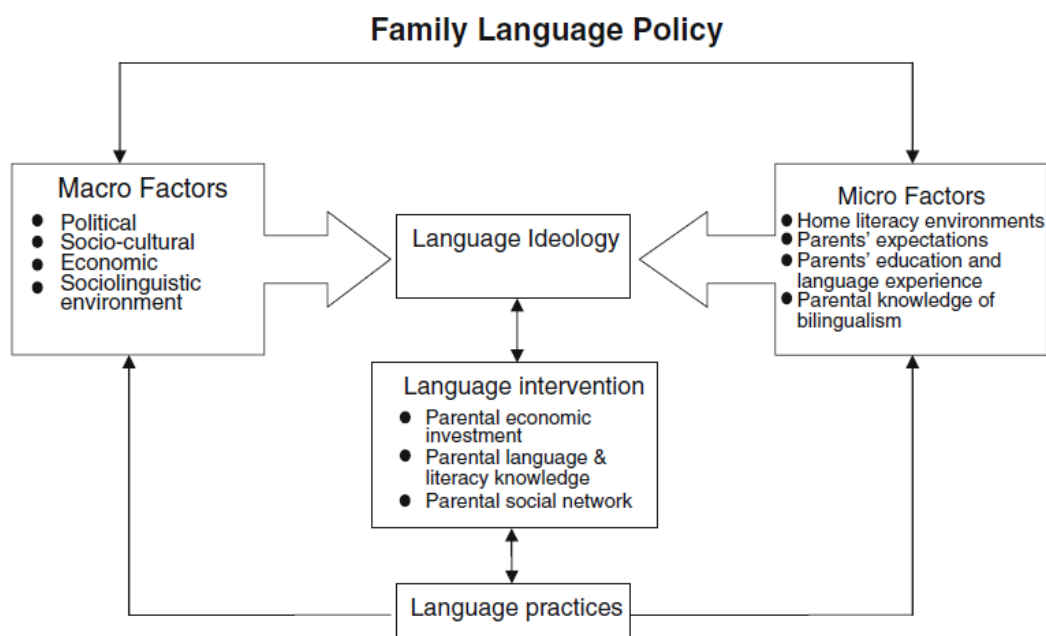 Family Language Policy
Macro Factors
● Political
● Socio-cultural
● Economic
● Sociolinguistic
environment
Language Ideology
Micro Factors
● Home literacy environments
● Parents' expectations
● Parents' education and
language experience
● Parental knowledge of
bilingualism
Language intervention
● Parental economic
investment
● Parental language &
literacy knowledge
● Parental social network
Language practices